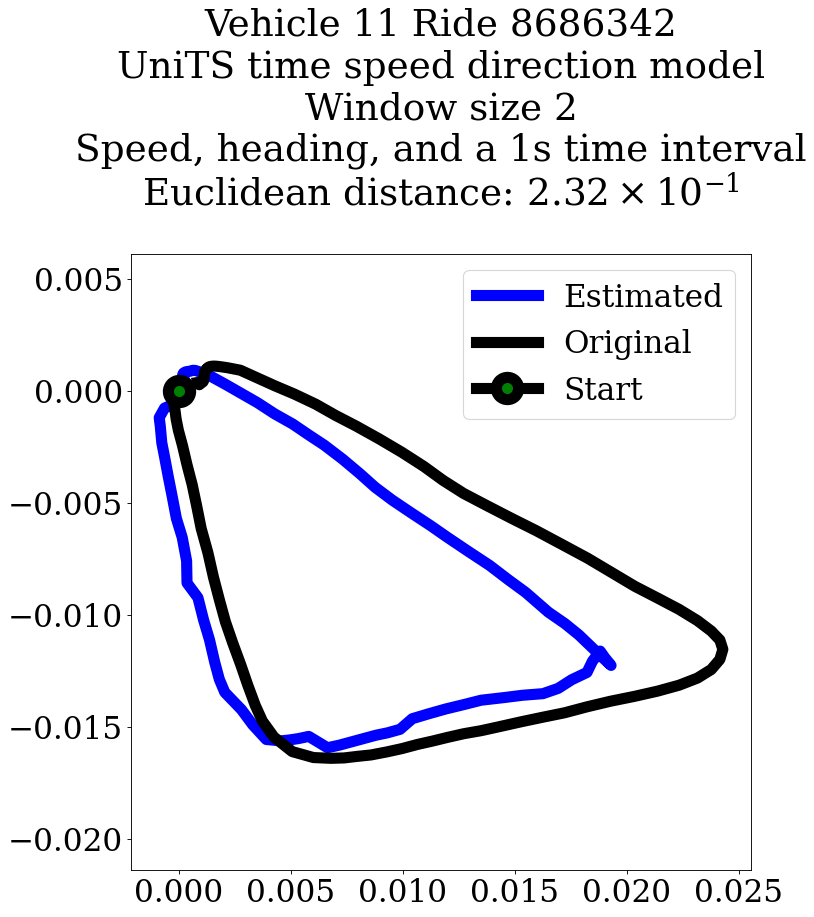 Vehicle 11 Ride 8686342
UniTS time speed direction model
Window size 2
Speed, heading, and a 1s time interval
Euclidean distance: 2.32 × 10⁻¹
Estimated
Original
Start
0.005
0.000
−0.005
−0.010
−0.015
−0.020
0.000 0.005 0.010 0.015 0.020 0.025